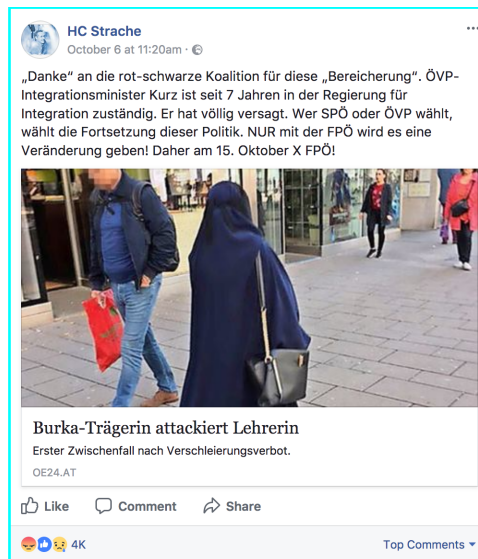 HC Strache
October 6 at 11:20am ·
„Danke“ an die rot-schwarze Koalition für diese „Bereicherung“. ÖVP-
Integrationsminister Kurz ist seit 7 Jahren in der Regierung für
Integration zuständig. Er hat völlig versagt. Wer SPÖ oder ÖVP wählt,
wählt die Fortsetzung dieser Politik. NUR mit der FPÖ wird es eine
Veränderung geben! Daher am 15. Oktober X FPÖ!
Burka-Trägerin attackiert Lehrerin
Erster Zwischenfall nach Verschleierungsverbot.
OE24.AT
Like Comment Share
4K Top Comments